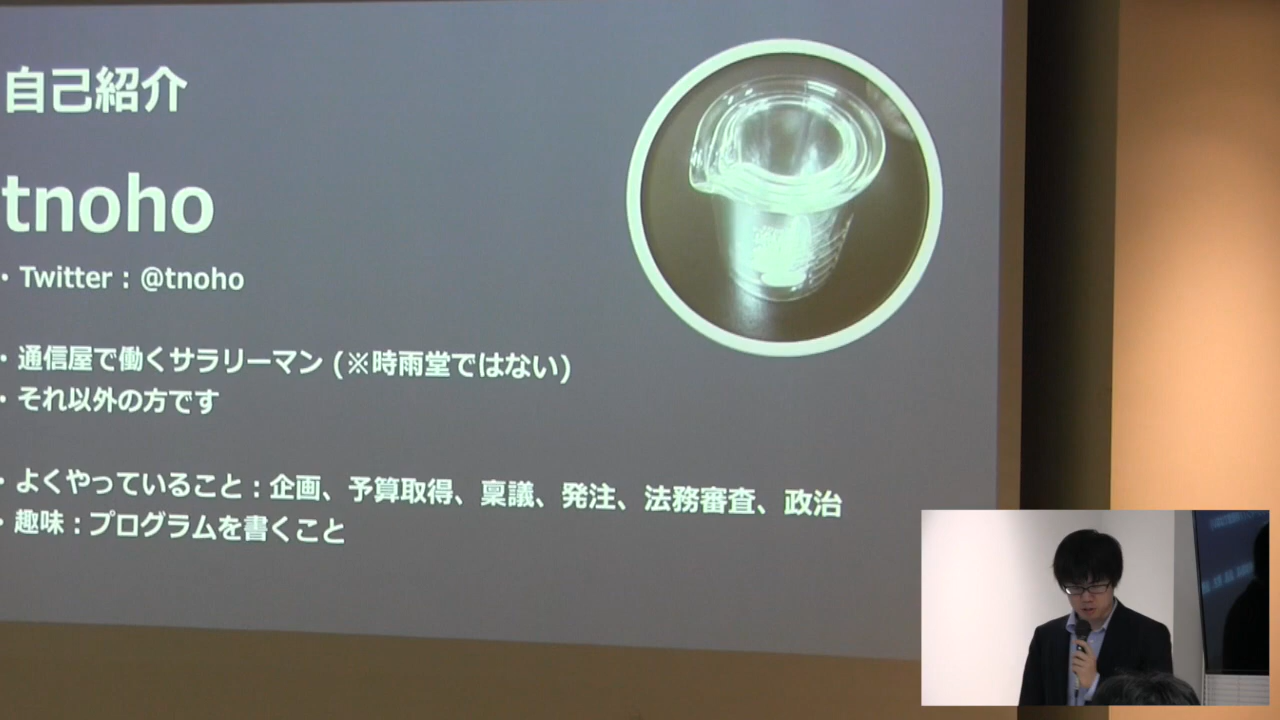 自己紹介
tnoho
・Twitter：@tnoho
・通信屋で働くサラリーマン (※時雨堂ではない)
・それ以外の方です
・よくやっていること：企画、予算取得、稟議、発注、法務審査、政治
・趣味：プログラムを書くこと